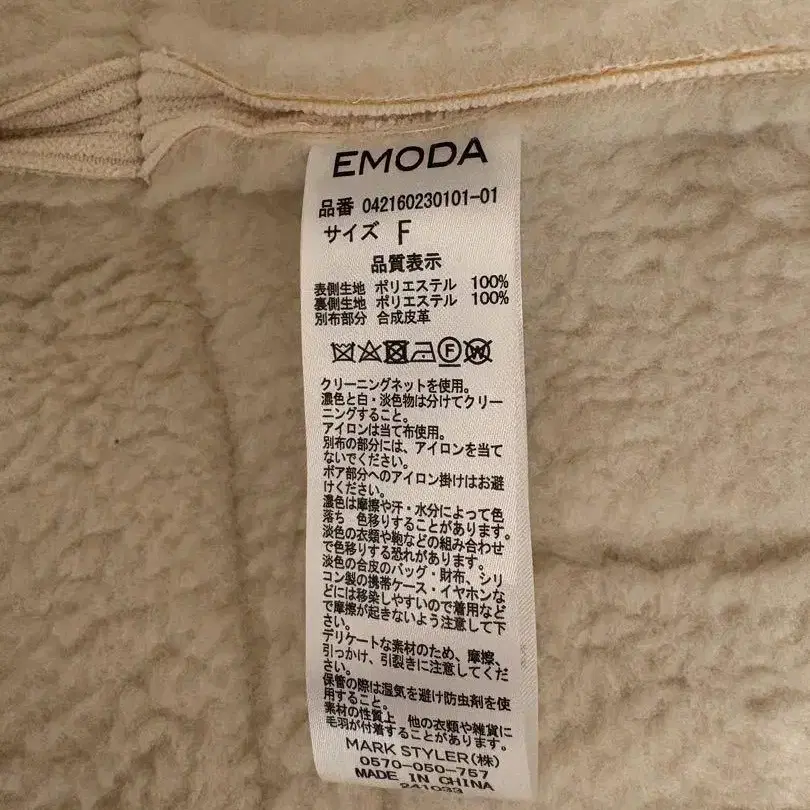 EMODA
品番 042160230101-01
サイズ F
品質表示
表側生地 ポリエステル 100%
裏側生地 ポリエステル 100%
別布部分 合成皮革
F
W
クリーニングネットを使用。
濃色と白・淡色物は分けてクリー
ニングすること。
アイロンは当て布使用。
別布の部分には、アイロンを当て
ないでください。
ボア部分へのアイロン掛けはお避
けください。
濃色は摩擦や汗・水分によって色
落ち 色移りすることがあります。
淡色の衣類や鞄などの組み合わせ
で色移りする恐れがあります。
淡色の合皮のバッグ・財布、シリ
コン製の携帯ケース・イヤホンな
どには移染しやすいので着用など
で摩擦が起きないよう注意して下
さい。
デリケートな素材のため、摩擦、
引っかけ、引裂きに注意してくだ
さい。
保管の際は湿気を避け防虫剤を使
用すること。
素材の性質上 他の衣類や雑貨に
毛羽が付着することがあります。
MARK STYLER(株)
0570-050-757
MADE IN CHINA
241033